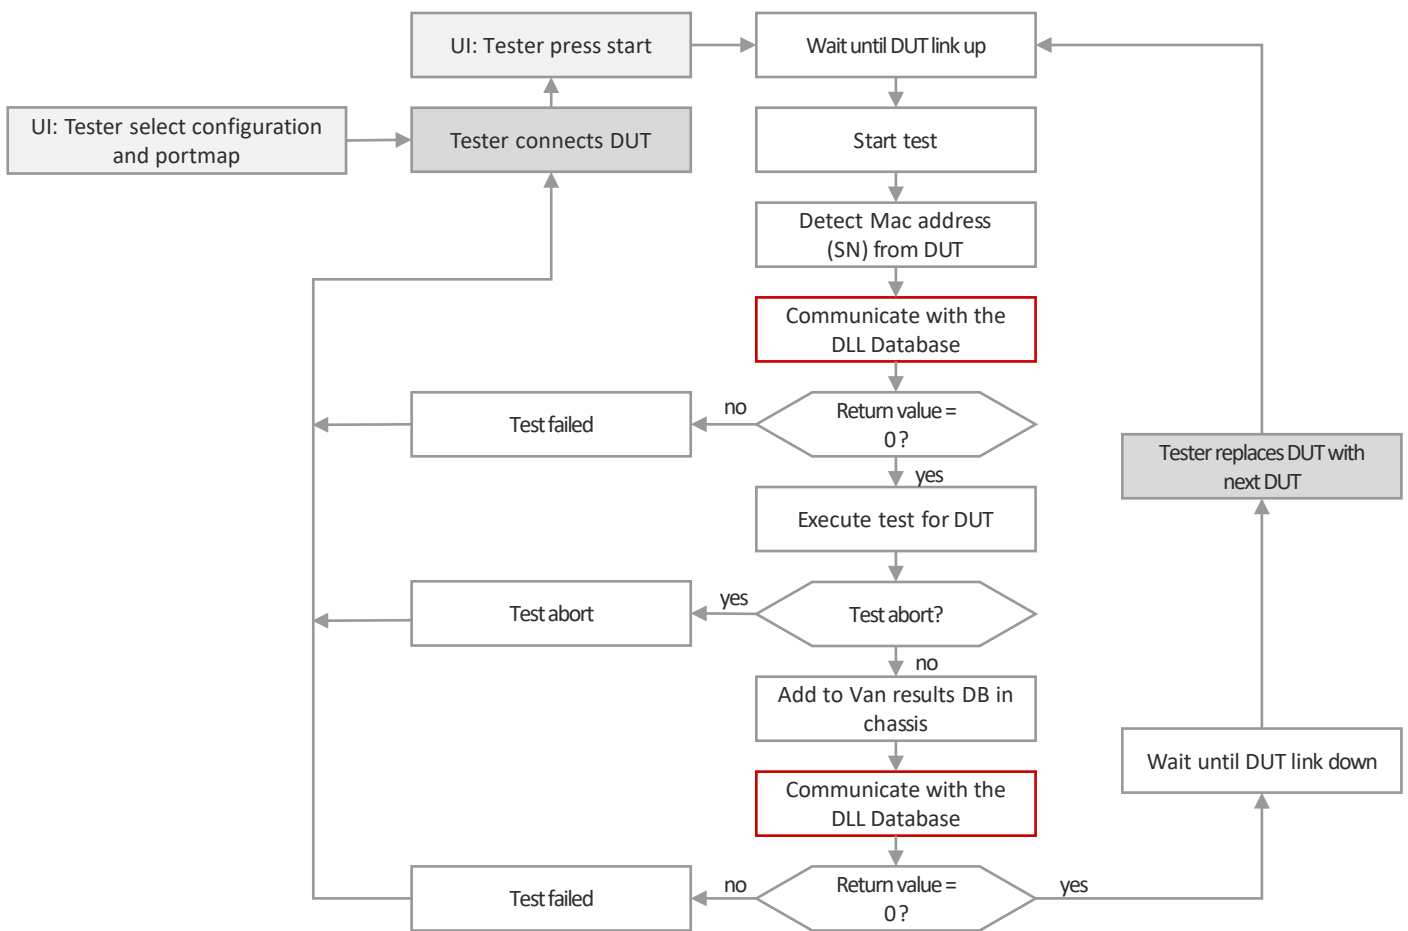 UI: Tester press start
Wait until DUT link up
UI: Tester select configuration
and portmap
Tester connects DUT
Start test
Detect Mac address
(SN) from DUT
Communicate with the
DLL Database
Test failed
no
Return value =
0?
yes
Tester replaces DUT with
next DUT
Execute test for DUT
Test abort
yes
Test abort?
no
Add to Van results DB in
chassis
Wait until DUT link down
Communicate with the
DLL Database
Test failed
no
Return value =
0?
yes